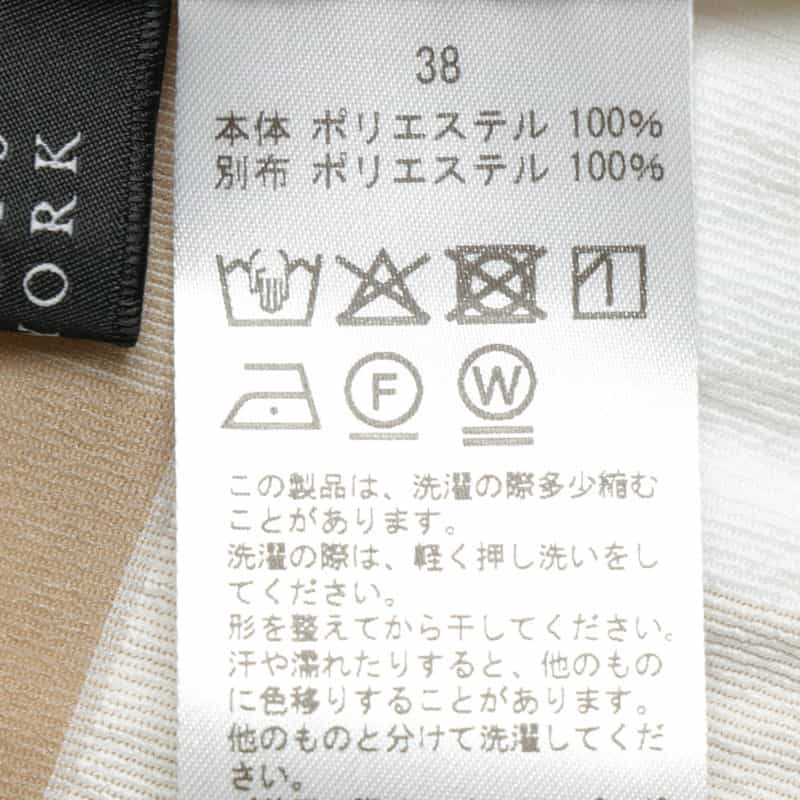 YORK
38
本体 ポリエステル 100%
別布 ポリエステル 100%
F W
この製品は、洗濯の際多少縮む
ことがあります。
洗濯の際は、軽く押し洗いをし
てください。
形を整えてから干してください。
汗や濡れたりすると、他のもの
に色移りすることがあります。
他のものと分けて洗濯してくだ
さい。